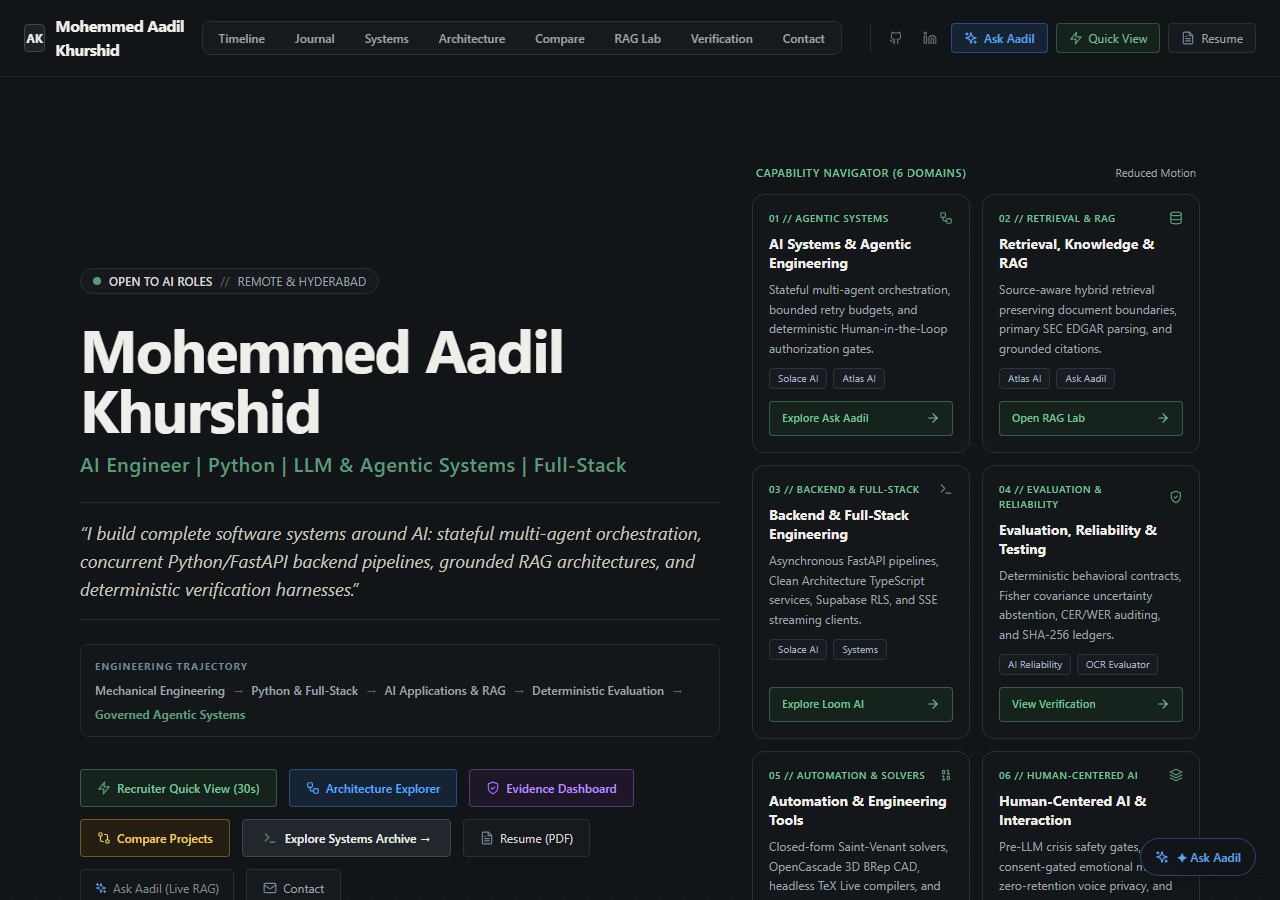 AK
Mohemmed Aadil
Khurshid
Timeline
Journal
Systems
Architecture
Compare
RAG Lab
Verification
Contact
Ask Aadil
Quick View
Resume
OPEN TO AI ROLES // REMOTE & HYDERABAD
Mohemmed Aadil
Khurshid
AI Engineer | Python | LLM & Agentic Systems | Full-Stack
“I build complete software systems around AI: stateful multi-agent orchestration,
concurrent Python/FastAPI backend pipelines, grounded RAG architectures, and
deterministic verification harnesses.”
ENGINEERING TRAJECTORY
Mechanical Engineering → Python & Full-Stack → AI Applications & RAG → Deterministic Evaluation →
Governed Agentic Systems
Recruiter Quick View (30s)
Architecture Explorer
Evidence Dashboard
Compare Projects
Explore Systems Archive →
Resume (PDF)
Ask Aadil (Live RAG)
Contact
CAPABILITY NAVIGATOR (6 DOMAINS)
Reduced Motion
01 // AGENTIC SYSTEMS
AI Systems & Agentic
Engineering
Stateful multi-agent orchestration,
bounded retry budgets, and
deterministic Human-in-the-Loop
authorization gates.
Solace AI
Atlas AI
Explore Ask Aadil →
02 // RETRIEVAL & RAG
Retrieval, Knowledge &
RAG
Source-aware hybrid retrieval
preserving document boundaries,
primary SEC EDGAR parsing, and
grounded citations.
Atlas AI
Ask Aadil
Open RAG Lab →
03 // BACKEND & FULL-STACK
Backend & Full-Stack
Engineering
Asynchronous FastAPI pipelines,
Clean Architecture TypeScript
services, Supabase RLS, and SSE
streaming clients.
Solace AI
Systems
Explore Loom AI →
04 // EVALUATION &
RELIABILITY
Evaluation, Reliability &
Testing
Deterministic behavioral contracts,
Fisher covariance uncertainty
abstention, CER/WER auditing,
and SHA-256 ledgers.
AI Reliability
OCR Evaluator
View Verification →
05 // AUTOMATION & SOLVERS
Automation & Engineering
Tools
Closed-form Saint-Venant solvers,
OpenCascade 3D BRep CAD,
headless TeX Live compilers, and
06 // HUMAN-CENTERED AI
Human-Centered AI &
Interaction
Pre-LLM crisis safety gates,
consent-gated emotional
zero-retention voice privacy, and
✦ Ask Aadil